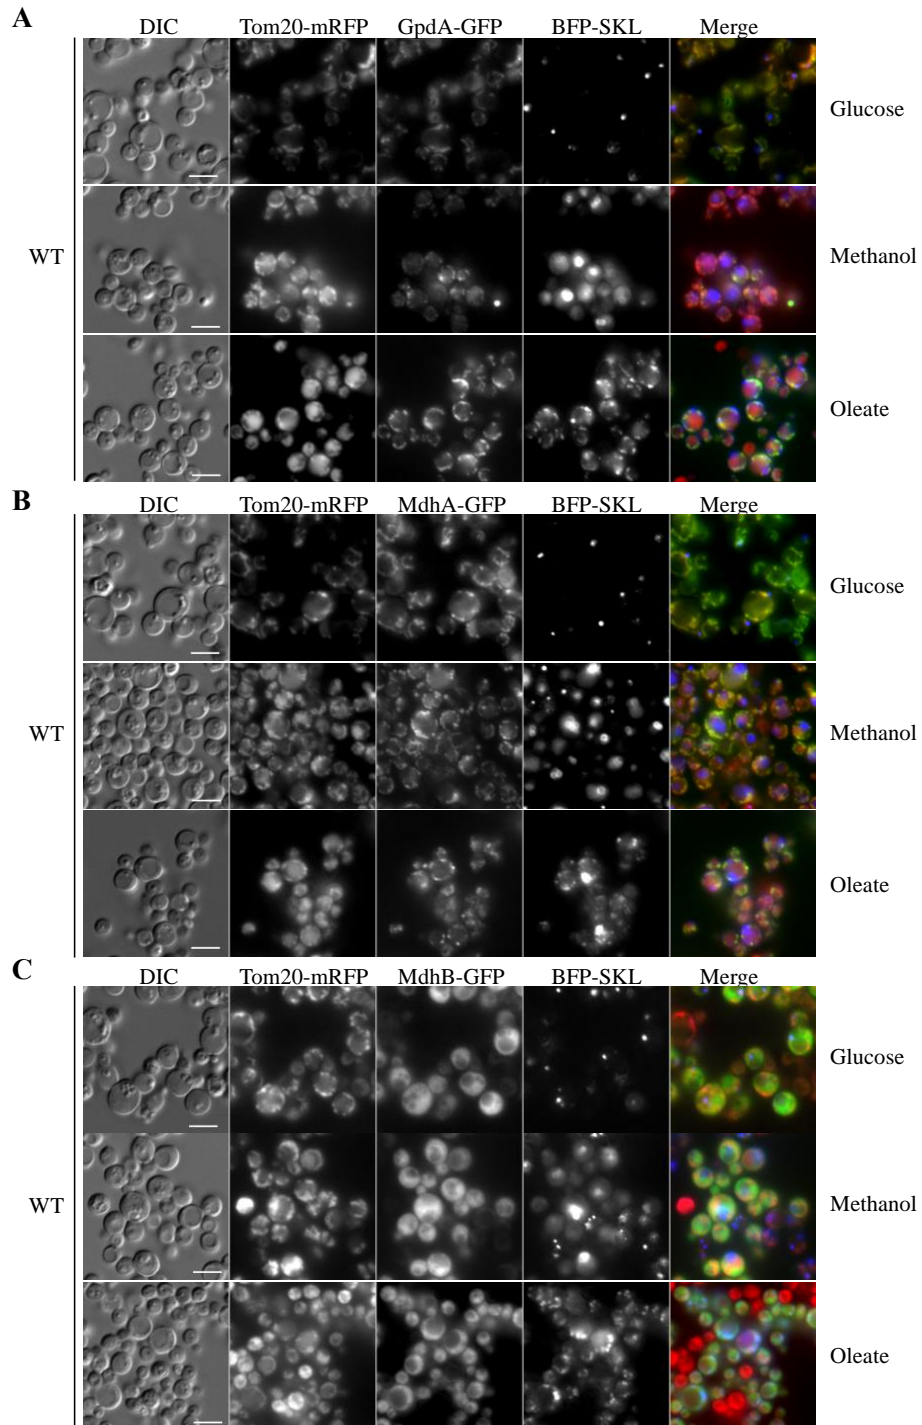 A
DIC Tom20-mRFP GpdA-GFP BFP-SKL Merge
Glucose
WT Methanol
Oleate
B
DIC Tom20-mRFP MdhA-GFP BFP-SKL Merge
Glucose
WT Methanol
Oleate
C
DIC Tom20-mRFP MdhB-GFP BFP-SKL Merge
Glucose
WT Methanol
Oleate